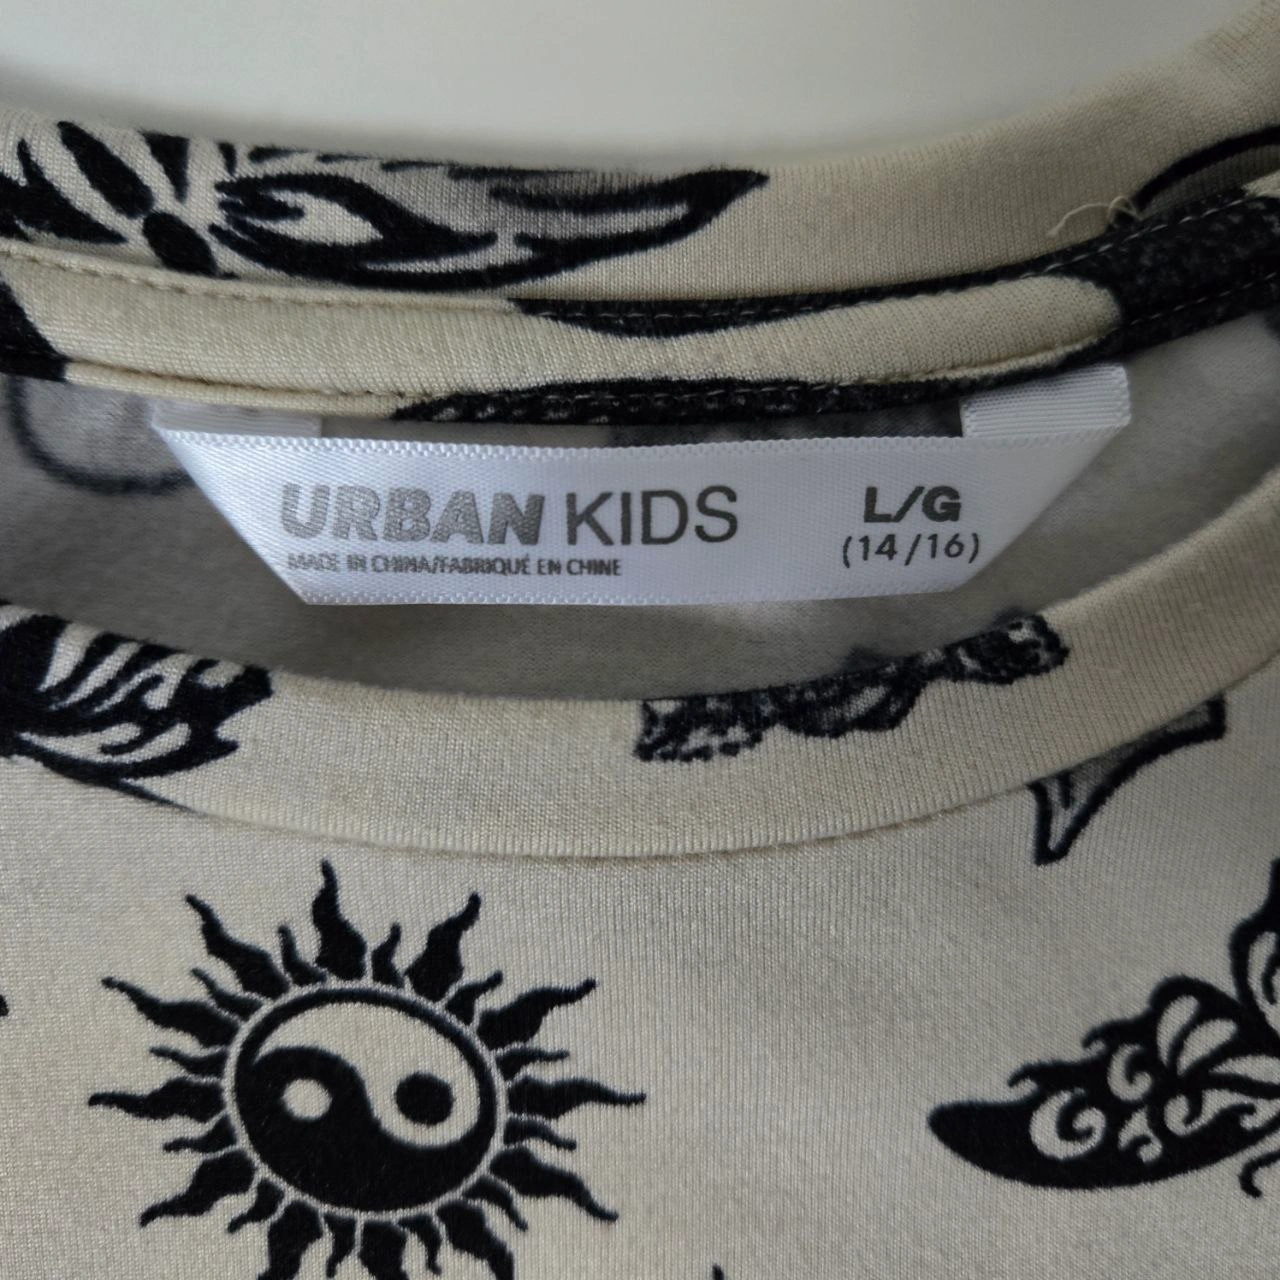 URBAN KIDS
MADE IN CHINA/FABRIQUÉ EN CHINE
L/G
(14/16)